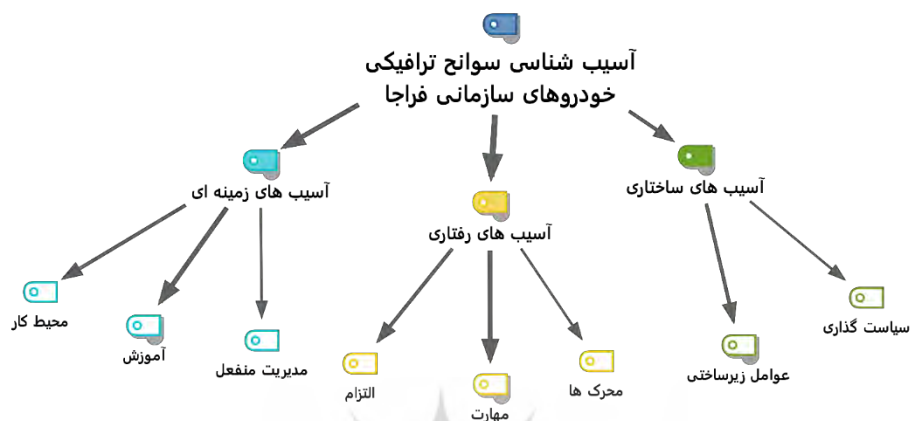 آسیب شناسی سوانح ترافیکی
خودروهای سازمانی فراجا
آسیب های ساختاری
آسیب های رفتاری
آسیب های زمینه ای
سیاست گذاری
عوامل زیرساختی
محرک ها
مهارت
التزام
مدیریت منفعل
آموزش
محیط کار